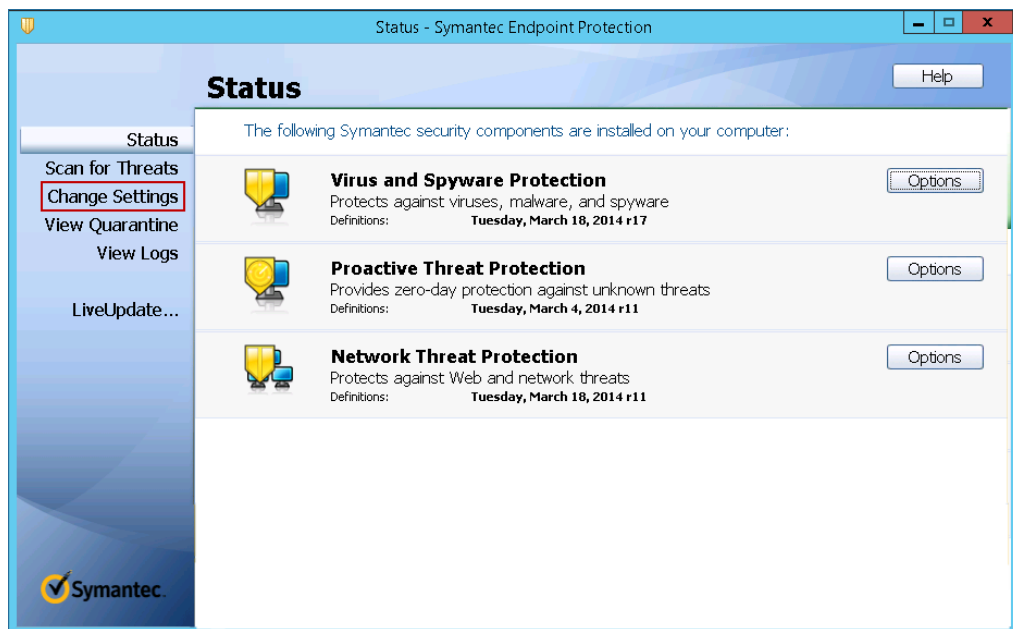 Status - Symantec Endpoint Protection
Status
Help
Status
Scan for Threats
Change Settings
View Quarantine
View Logs
LiveUpdate...
The following Symantec security components are installed on your computer:
Virus and Spyware Protection
Protects against viruses, malware, and spyware
Definitions: Tuesday, March 18, 2014 r17
Options
Proactive Threat Protection
Provides zero-day protection against unknown threats
Definitions: Tuesday, March 4, 2014 r11
Options
Network Threat Protection
Protects against Web and network threats
Definitions: Tuesday, March 18, 2014 r11
Options
Symantec.